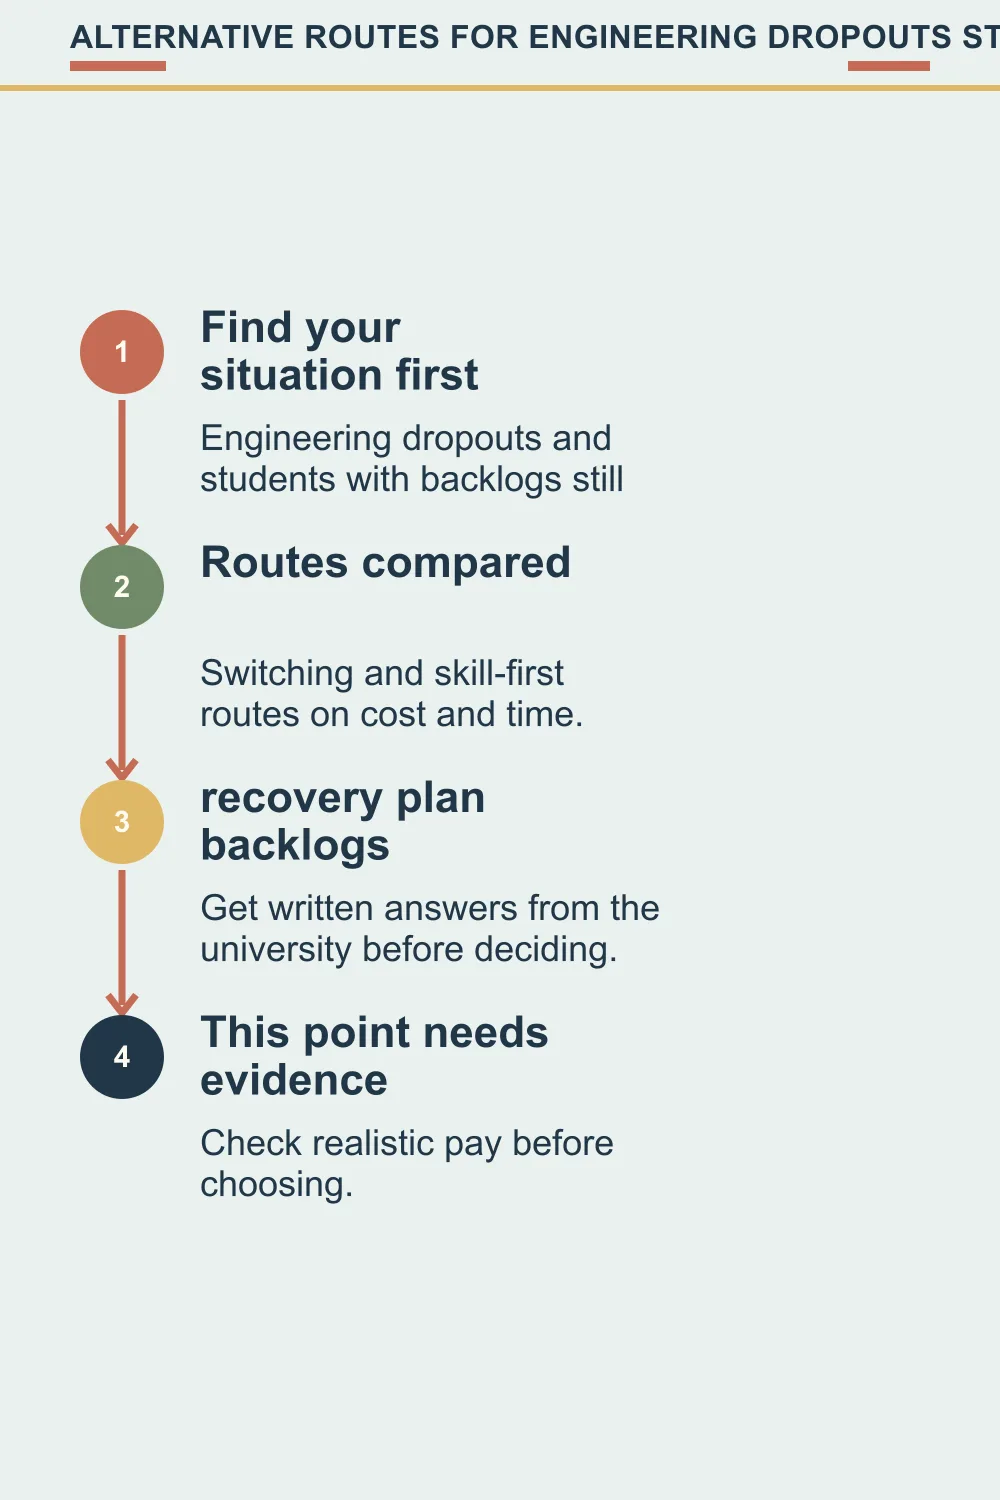 ALTERNATIVE ROUTES FOR ENGINEERING DROPOUTS ST
1
Find your
situation first
Engineering dropouts and
students with backlogs still
2
Routes compared
Switching and skill-first
routes on cost and time.
3
recovery plan
backlogs
Get written answers from the
university before deciding.
4
This point needs
evidence
Check realistic pay before
choosing.